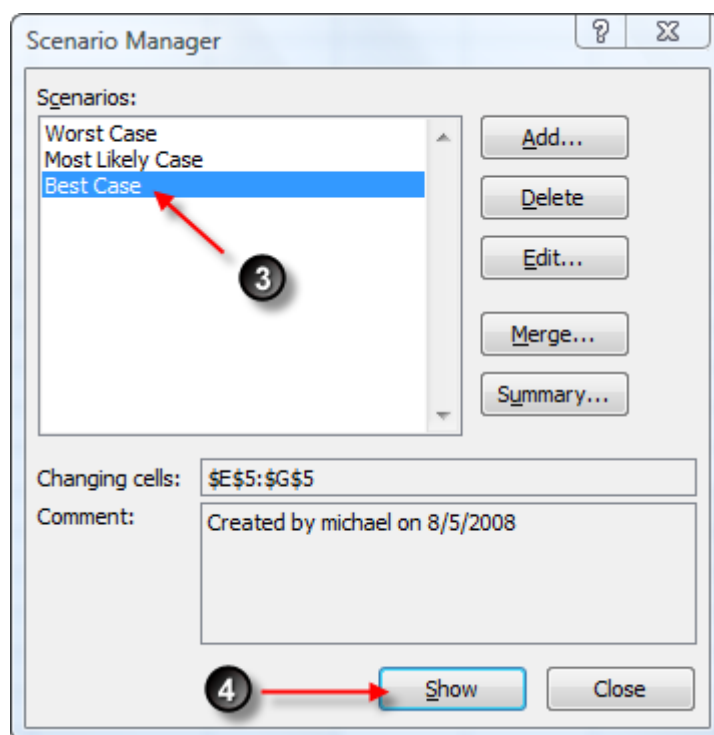 Scenario Manager
?
Scenarios:
Worst Case
Most Likely Case
Best Case
3
Add...
Delete
Edit...
Merge...
Summary...
Changing cells: $E$5:$G$5
Comment: Created by michael on 8/5/2008
4
Show
Close